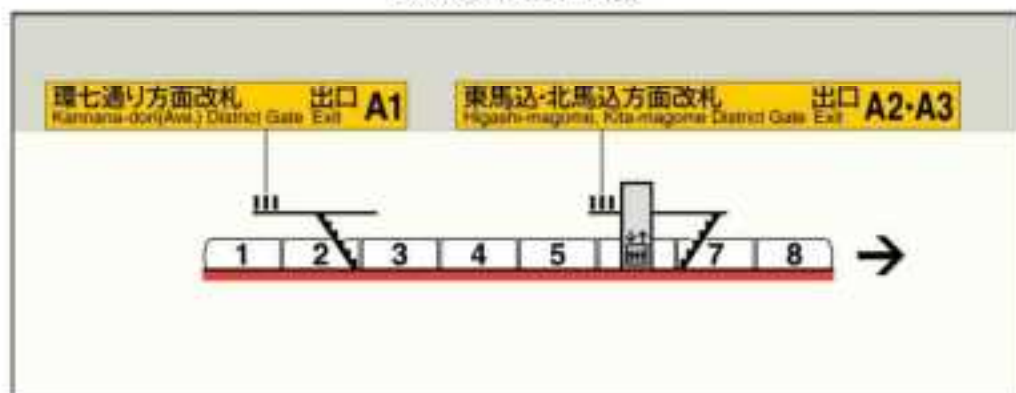 環七通り方面改札 出口 A1
Kannana-dori(Ave.) District Gate Exit
東馬込・北馬込方面改札 出口 A2・A3
Higashi-magome, Kita-magome District Gate Exit
1 2 3 4 5 7 8